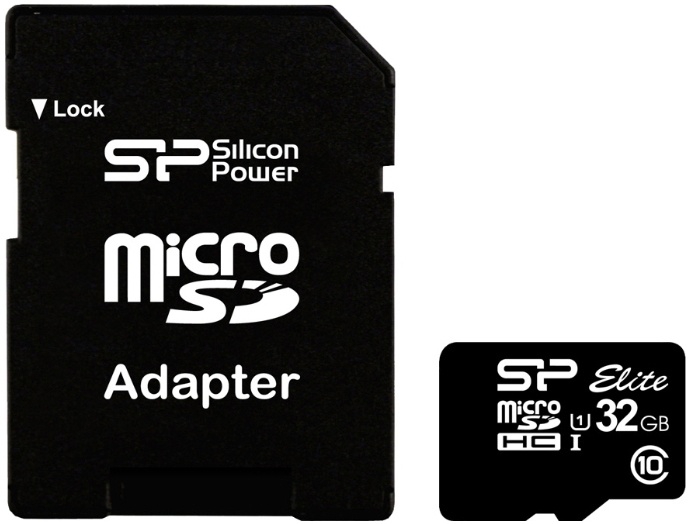 Lock
SP Silicon
Power
micro
SD
Adapter
SP Elite
micro
SD U1 32GB
HC I
10